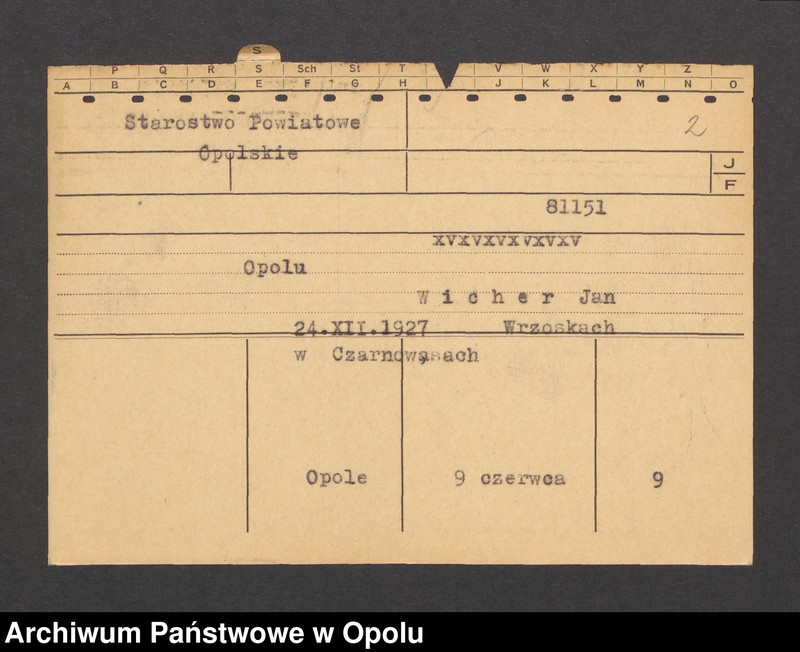 S
P Q R S Sch St T V W X Y Z
A B C D E F G H J K L M N O
Starostwo Powiatowe
2
Opolskie
J
F
81151
xvxvxvxvxvxv
Opolu
W i c h e r Jan
24.XII.1927 Wrzoskach
w Czarnowąsach
Opole 9 czerwca 9
Archiwum Państwowe w Opolu